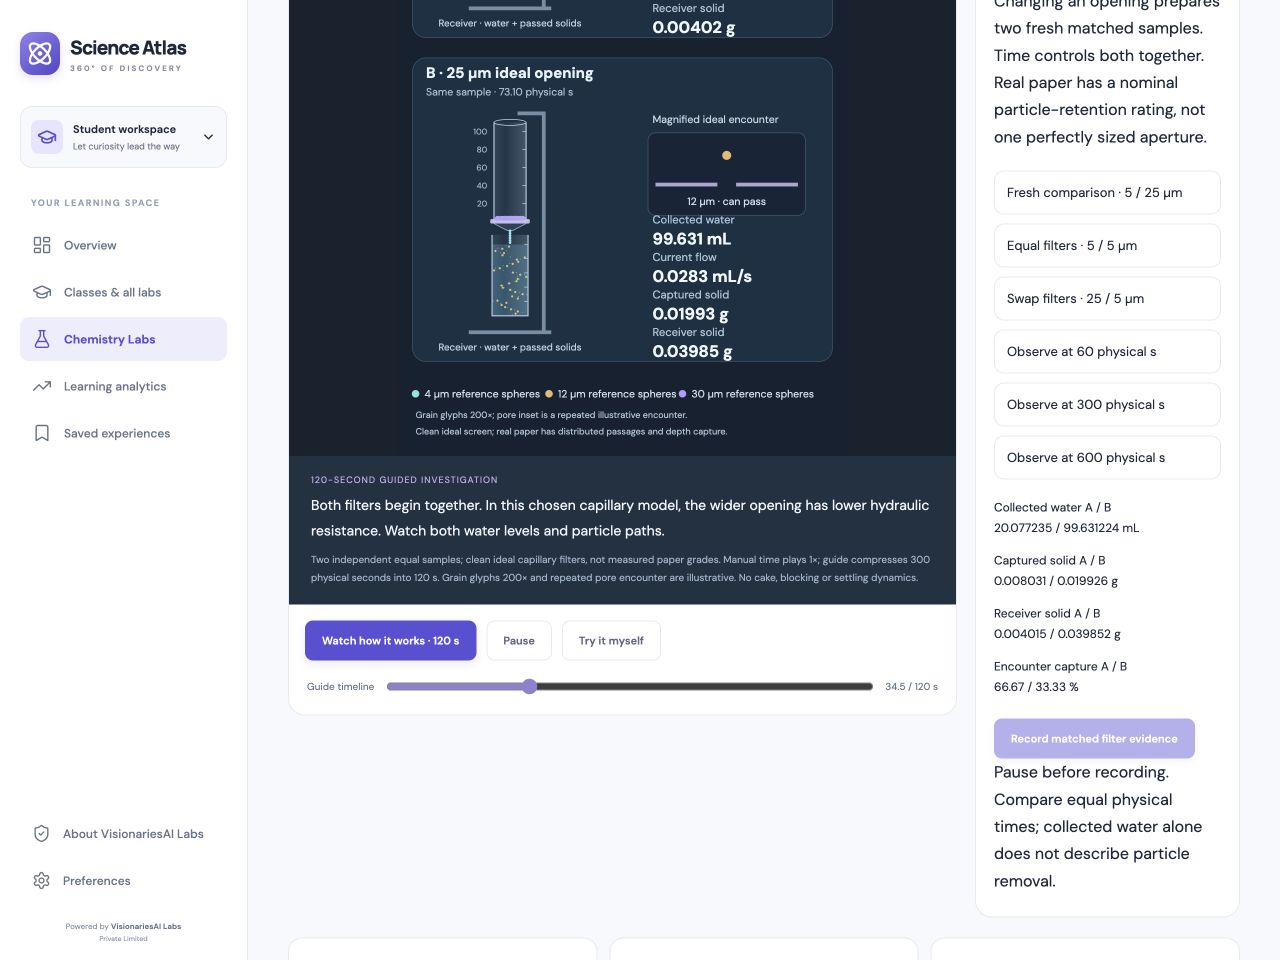 Science Atlas
360° OF DISCOVERY
Student workspace
Let curiosity lead the way
YOUR LEARNING SPACE
Overview
Classes & all labs
Chemistry Labs
Learning analytics
Saved experiences
About VisionariesAI Labs
Preferences
Powered by VisionariesAI Labs
Private Limited
Receiver · water + passed solids
Receiver solid
0.00402 g
B · 25 µm ideal opening
Same sample · 73.10 physical s
100
80
60
40
20
Receiver · water + passed solids
Magnified ideal encounter
12 µm · can pass
Collected water
99.631 mL
Current flow
0.0283 mL/s
Captured solid
0.01993 g
Receiver solid
0.03985 g
4 µm reference spheres 12 µm reference spheres 30 µm reference spheres
Grain glyphs 200×; pore inset is a repeated illustrative encounter.
Clean ideal screen; real paper has distributed passages and depth capture.
120-SECOND GUIDED INVESTIGATION
Both filters begin together. In this chosen capillary model, the wider opening has lower hydraulic
resistance. Watch both water levels and particle paths.
Two independent equal samples; clean ideal capillary filters, not measured paper grades. Manual time plays 1×; guide compresses 300
physical seconds into 120 s. Grain glyphs 200× and repeated pore encounter are illustrative. No cake, blocking or settling dynamics.
Watch how it works · 120 s
Pause
Try it myself
Guide timeline
34.5 / 120 s
Changing an opening prepares
two fresh matched samples.
Time controls both together.
Real paper has a nominal
particle-retention rating, not
one perfectly sized aperture.
Fresh comparison · 5 / 25 µm
Equal filters · 5 / 5 µm
Swap filters · 25 / 5 µm
Observe at 60 physical s
Observe at 300 physical s
Observe at 600 physical s
Collected water A / B
20.077235 / 99.631224 mL
Captured solid A / B
0.008031 / 0.019926 g
Receiver solid A / B
0.004015 / 0.039852 g
Encounter capture A / B
66.67 / 33.33 %
Record matched filter evidence
Pause before recording.
Compare equal physical
times; collected water alone
does not describe particle
removal.